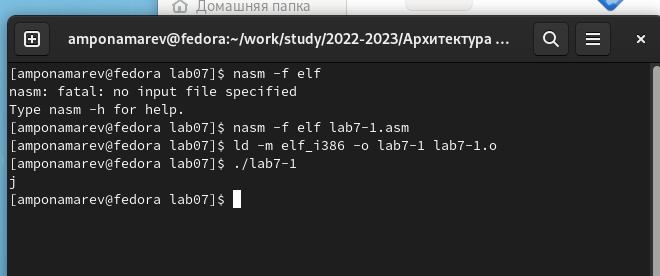 Домашняя папка
amponamarev@fedora:~/work/study/2022-2023/Архитектура ...
[amponamarev@fedora lab07]$ nasm -f elf
nasm: fatal: no input file specified
Type nasm -h for help.
[amponamarev@fedora lab07]$ nasm -f elf lab7-1.asm
[amponamarev@fedora lab07]$ ld -m elf_i386 -o lab7-1 lab7-1.o
[amponamarev@fedora lab07]$ ./lab7-1
j
[amponamarev@fedora lab07]$